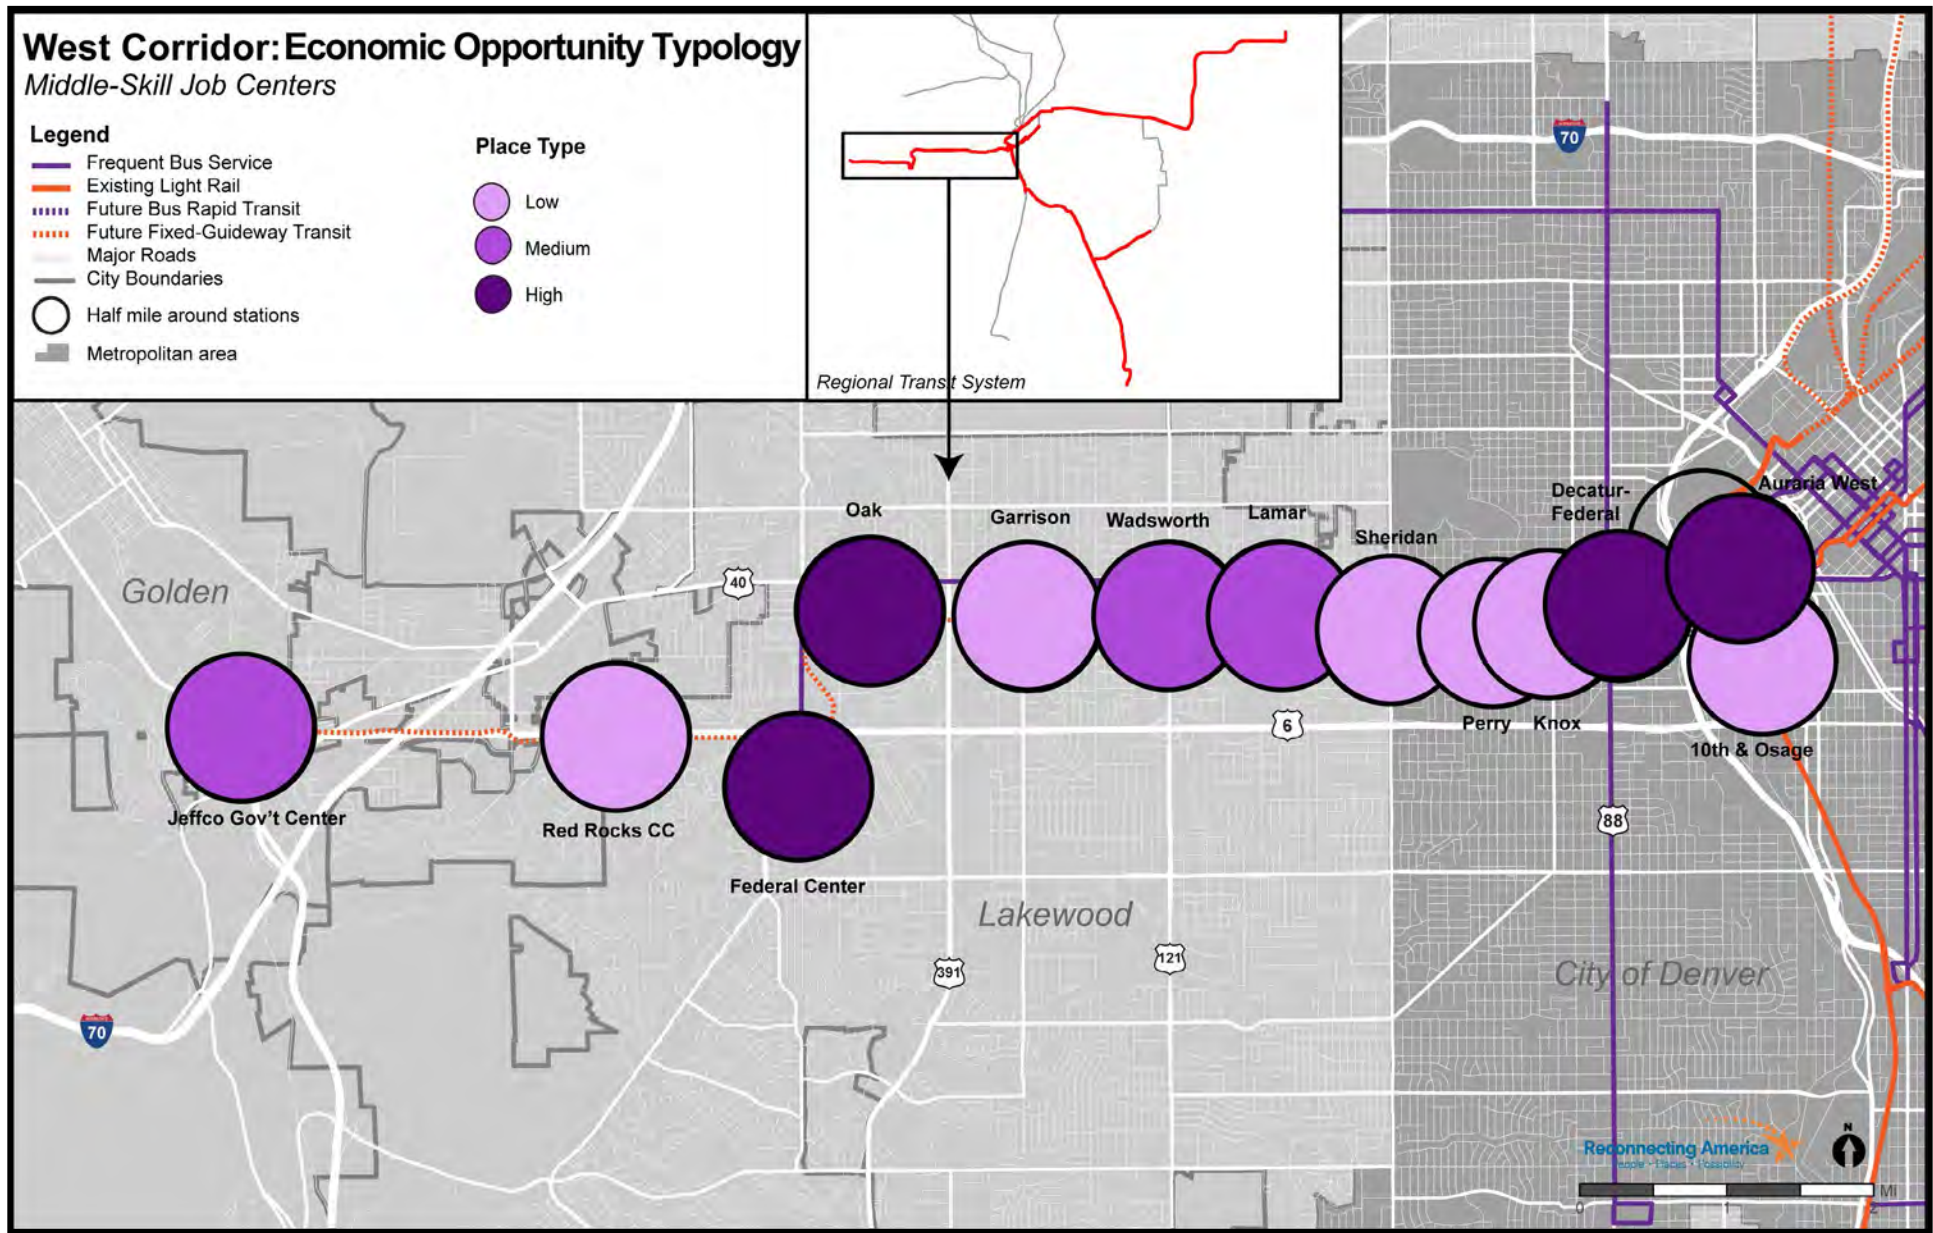 West Corridor: Economic Opportunity Typology
Middle-Skill Job Centers
Legend
Frequent Bus Service
Existing Light Rail
Future Bus Rapid Transit
Future Fixed-Guideway Transit
Major Roads
City Boundaries
Half mile around stations
Metropolitan area
Place Type
Low
Medium
High
Regional Transit System
70
Oak
Garrison
Wadsworth
Lamar
Sheridan
Decatur-
Federal
Auraria West
Golden
40
Jeffco Gov't Center
Red Rocks CC
Federal Center
6
Perry
Knox
10th & Osage
88
Lakewood
391
121
City of Denver
70
Reconnecting America
People • Places • Possibility
N
Mi
0
1
2